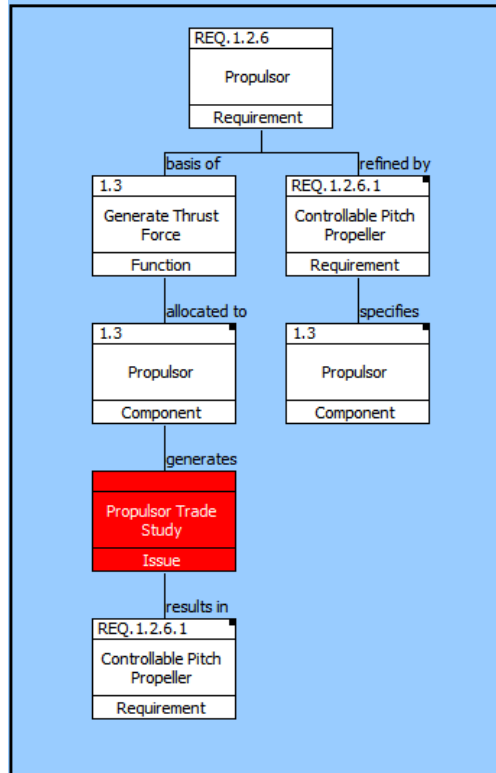 REQ.1.2.6
Propulsor
Requirement
basis of
refined by
1.3
Generate Thrust
Force
Function
REQ.1.2.6.1
Controllable Pitch
Propeller
Requirement
allocated to
specifies
1.3
Propulsor
Component
1.3
Propulsor
Component
generates
Propulsor Trade
Study
Issue
results in
REQ.1.2.6.1
Controllable Pitch
Propeller
Requirement